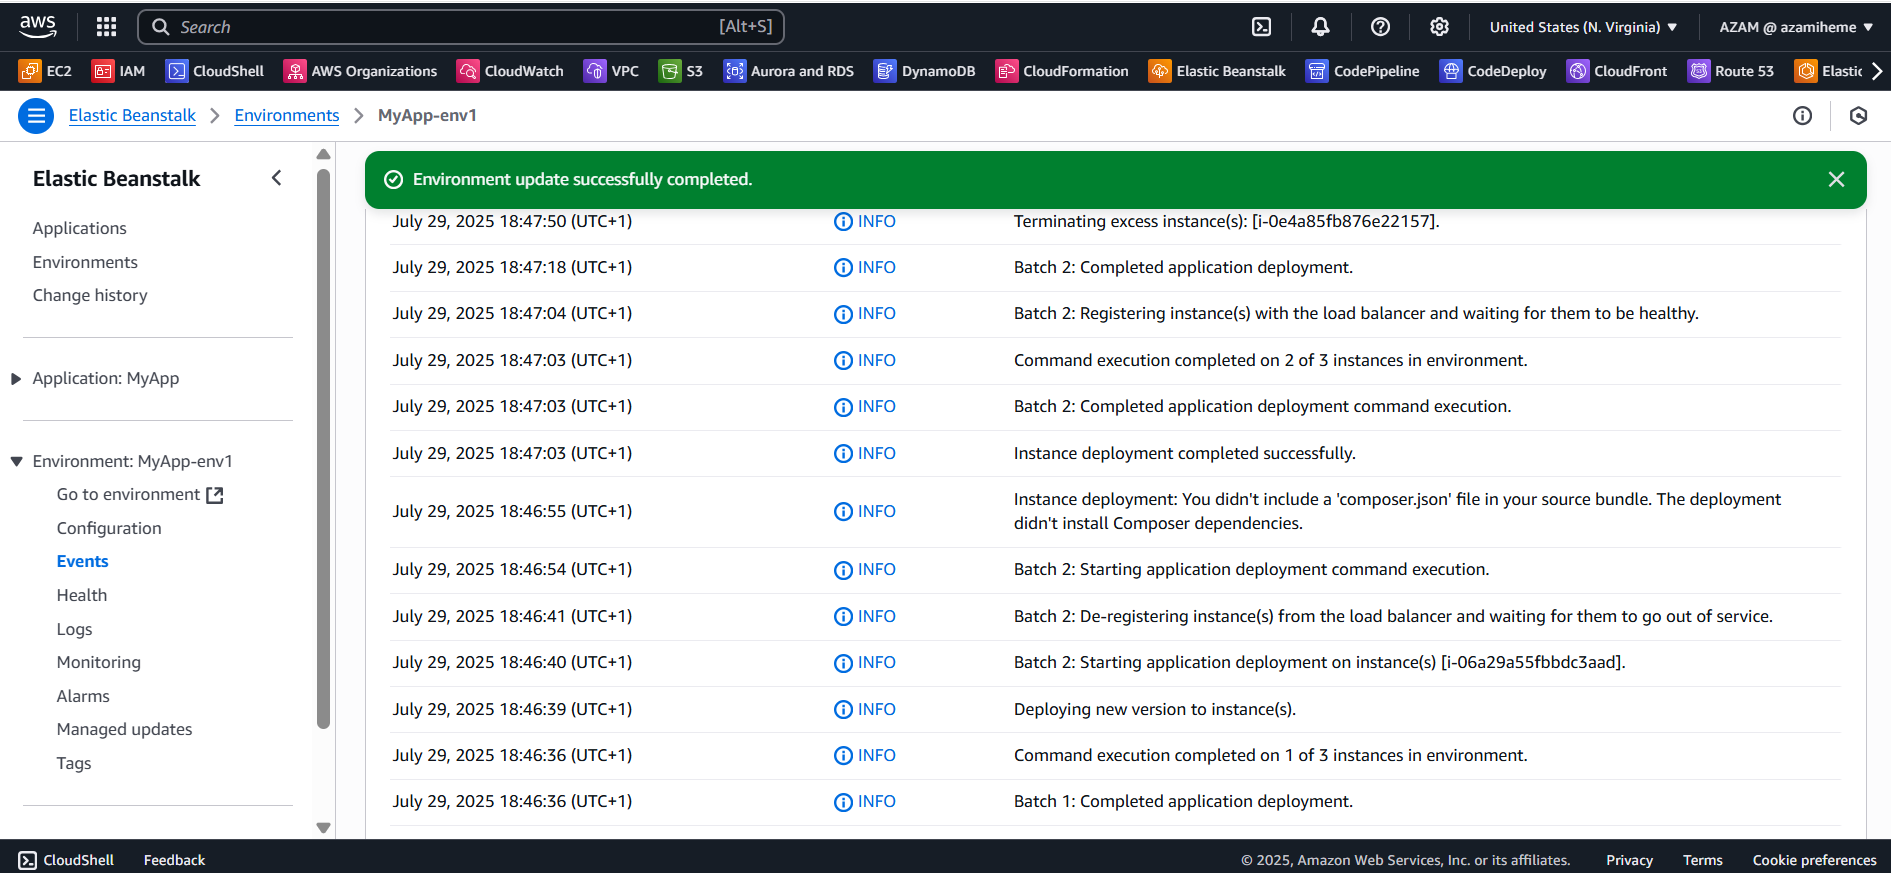 aws
Search [Alt+S] United States (N. Virginia) AZAM @ azamiheme
EC2 IAM CloudShell AWS Organizations CloudWatch VPC S3 Aurora and RDS DynamoDB CloudFormation Elastic Beanstalk CodePipeline CodeDeploy CloudFront Route 53 Elastic
Elastic Beanstalk Environments MyApp-env1
Elastic Beanstalk
Applications
Environments
Change history
Application: MyApp
Environment: MyApp-env1
Go to environment
Configuration
Events
Health
Logs
Monitoring
Alarms
Managed updates
Tags
Environment update successfully completed.
July 29, 2025 18:47:50 (UTC+1) INFO Terminating excess instance(s): [i-0e4a85fb876e22157].
July 29, 2025 18:47:18 (UTC+1) INFO Batch 2: Completed application deployment.
July 29, 2025 18:47:04 (UTC+1) INFO Batch 2: Registering instance(s) with the load balancer and waiting for them to be healthy.
July 29, 2025 18:47:03 (UTC+1) INFO Command execution completed on 2 of 3 instances in environment.
July 29, 2025 18:47:03 (UTC+1) INFO Batch 2: Completed application deployment command execution.
July 29, 2025 18:47:03 (UTC+1) INFO Instance deployment completed successfully.
July 29, 2025 18:46:55 (UTC+1) INFO Instance deployment: You didn't include a 'composer.json' file in your source bundle. The deployment
didn't install Composer dependencies.
July 29, 2025 18:46:54 (UTC+1) INFO Batch 2: Starting application deployment command execution.
July 29, 2025 18:46:41 (UTC+1) INFO Batch 2: De-registering instance(s) from the load balancer and waiting for them to go out of service.
July 29, 2025 18:46:40 (UTC+1) INFO Batch 2: Starting application deployment on instance(s) [i-06a29a55fbbdc3aad].
July 29, 2025 18:46:39 (UTC+1) INFO Deploying new version to instance(s).
July 29, 2025 18:46:36 (UTC+1) INFO Command execution completed on 1 of 3 instances in environment.
July 29, 2025 18:46:36 (UTC+1) INFO Batch 1: Completed application deployment.
CloudShell Feedback © 2025, Amazon Web Services, Inc. or its affiliates. Privacy Terms Cookie preferences